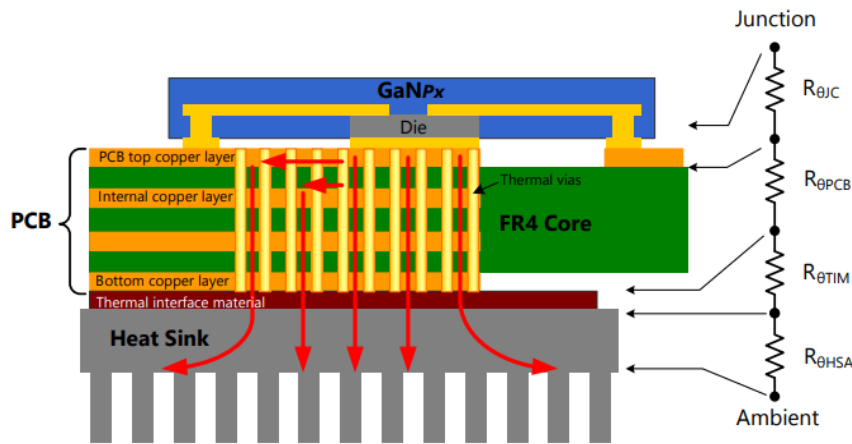 Junction
GaNPx
RθJC
Die
PCB top copper layer
Thermal vias
RθPCB
Internal copper layer
PCB
FR4 Core
Bottom copper layer
RθTIM
Thermal interface material
Heat Sink
RθHSA
Ambient